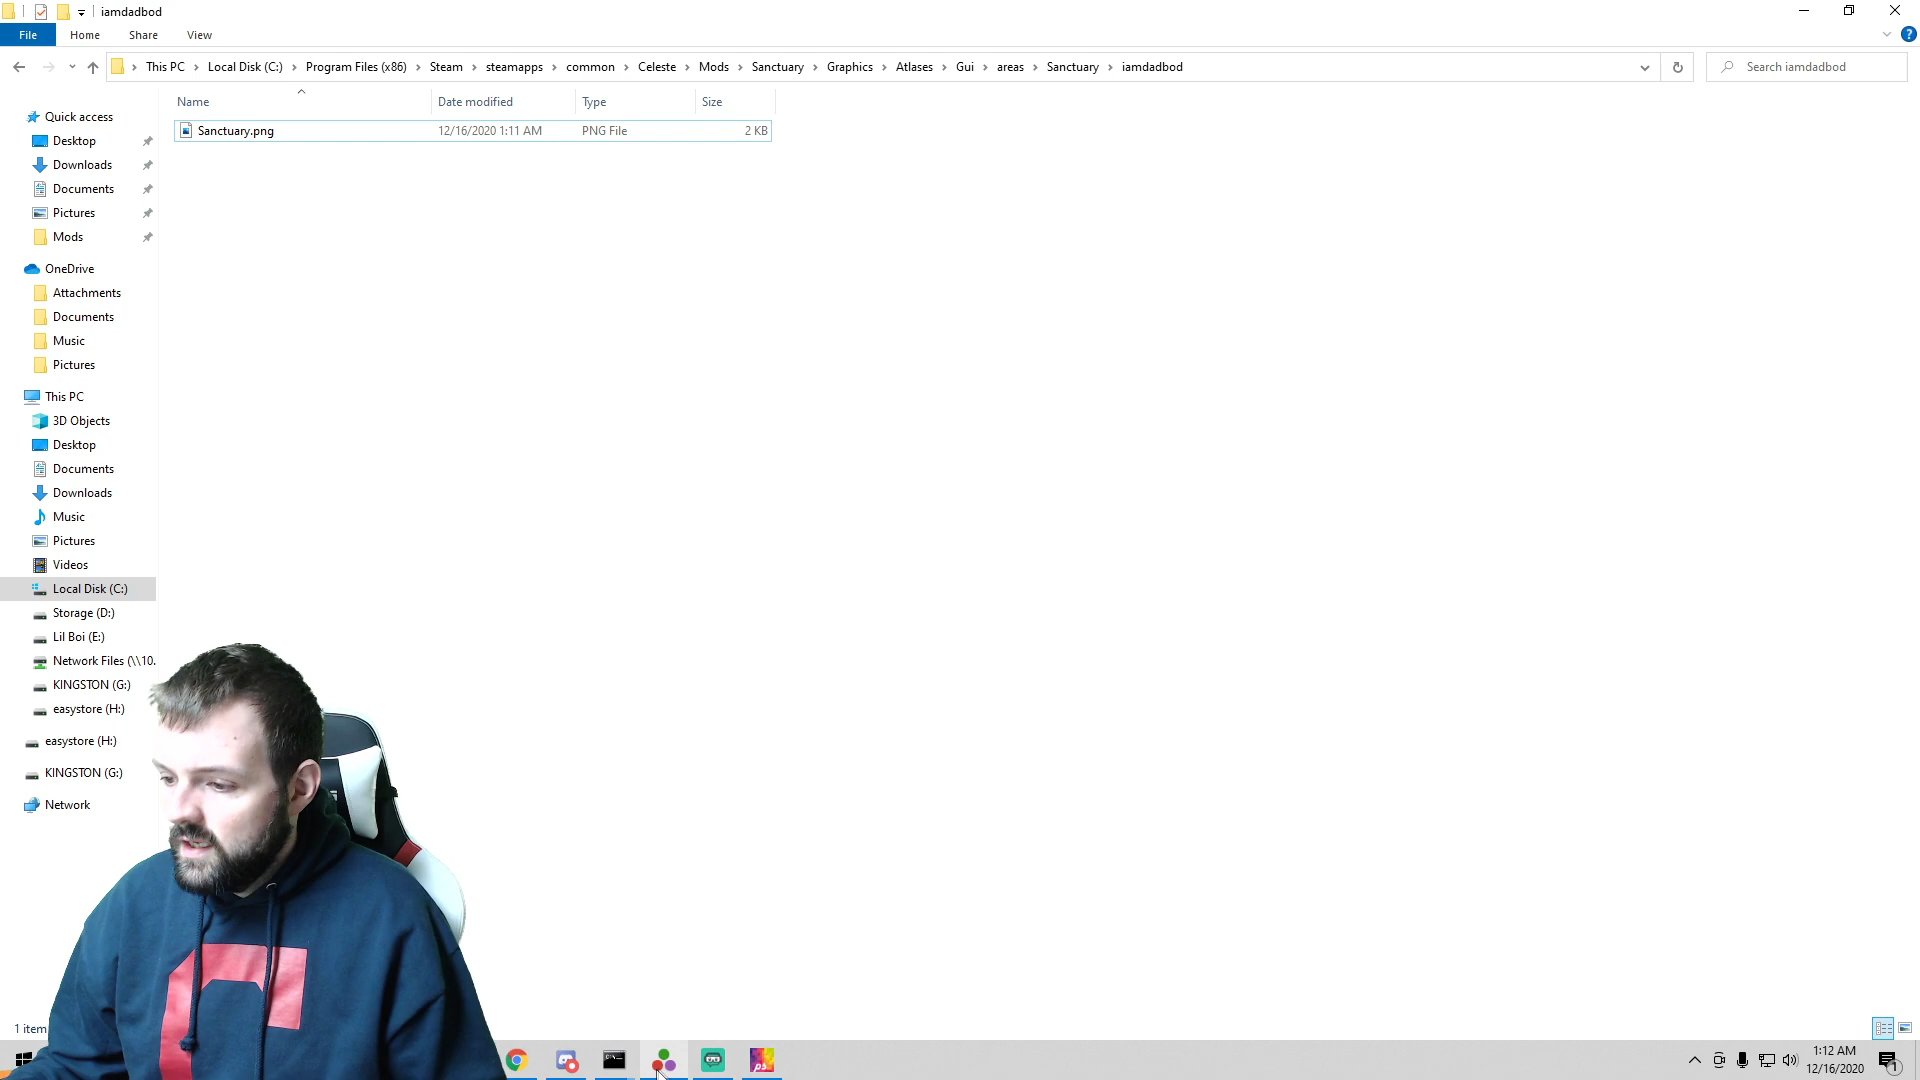 iamdadbod
File Home Share View
This PC Local Disk (C:) Program Files (x86) Steam steamapps common Celeste Mods Sanctuary Graphics Atlases Gui areas Sanctuary iamdadbod
Search iamdadbod
Name Date modified Type Size
Sanctuary.png 12/16/2020 1:11 AM PNG File 2 KB
Quick access
Desktop
Downloads
Documents
Pictures
Mods
OneDrive
Attachments
Documents
Music
Pictures
This PC
3D Objects
Desktop
Documents
Downloads
Music
Pictures
Videos
Local Disk (C:)
Storage (D:)
Lil Boi (E:)
Network Files (\\10.
KINGSTON (G:)
easystore (H:)
easystore (H:)
KINGSTON (G:)
Network
1 item
1:12 AM
12/16/2020
1